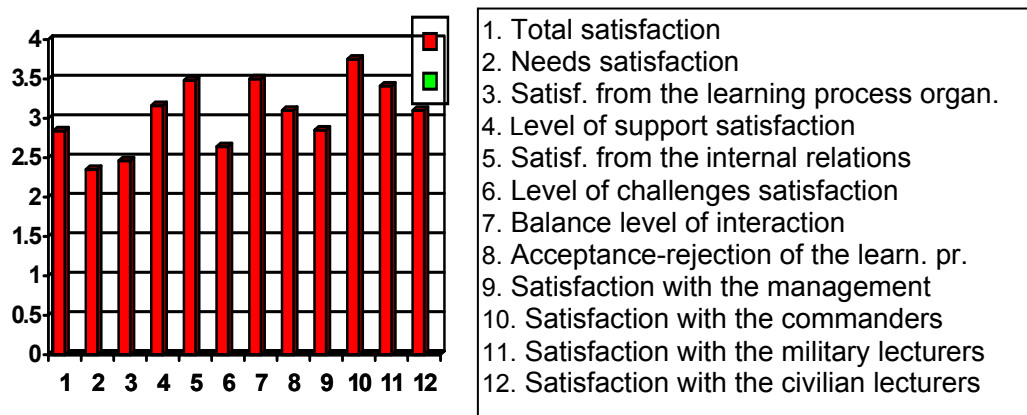 4
3.5
3
2.5
2
1.5
1
0.5
0
1 2 3 4 5 6 7 8 9 10 11 12
1. Total satisfaction
2. Needs satisfaction
3. Satisf. from the learning process organ.
4. Level of support satisfaction
5. Satisf. from the internal relations
6. Level of challenges satisfaction
7. Balance level of interaction
8. Acceptance-rejection of the learn. pr.
9. Satisfaction with the management
10. Satisfaction with the commanders
11. Satisfaction with the military lecturers
12. Satisfaction with the civilian lecturers